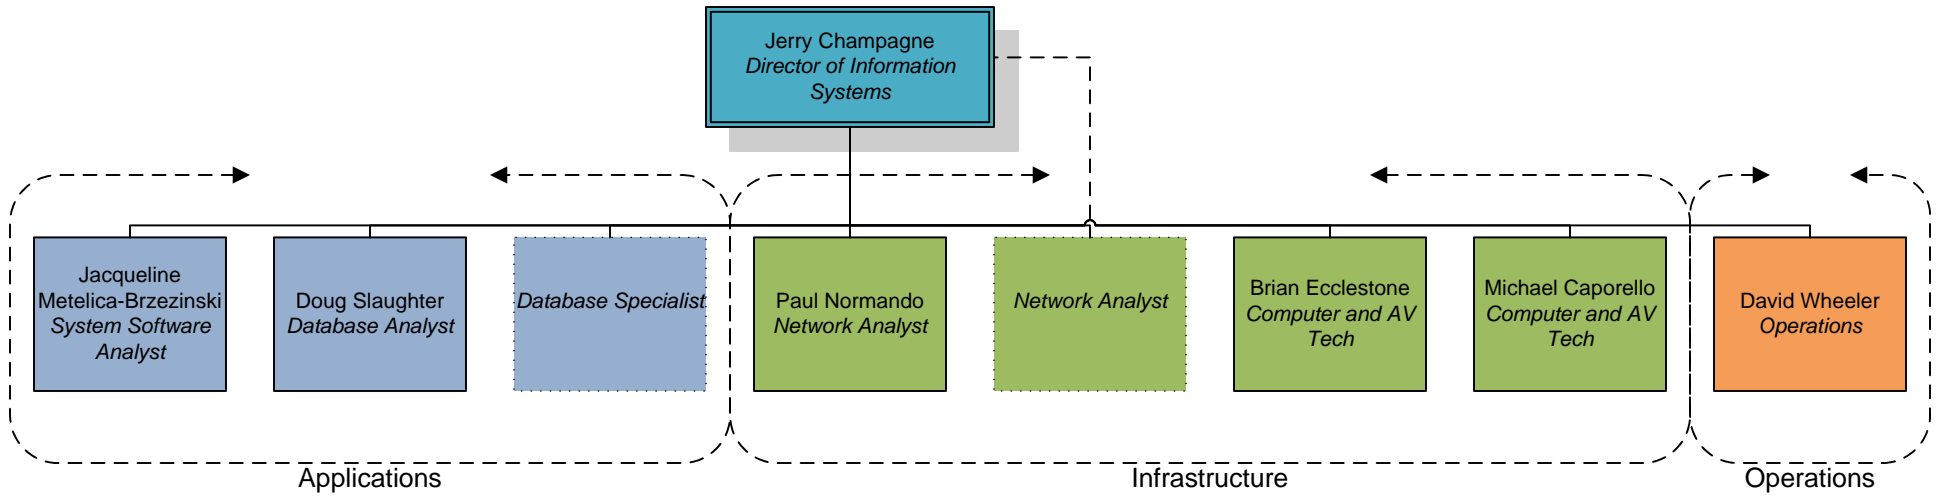 Jerry Champagne
Director of Information
Systems
Jacqueline
Metelica-Brzezinski
System Software
Analyst
Doug Slaughter
Database Analyst
Database Specialist
Paul Normando
Network Analyst
Network Analyst
Brian Ecclestone
Computer and AV
Tech
Michael Caporello
Computer and AV
Tech
David Wheeler
Operations
Applications
Infrastructure
Operations